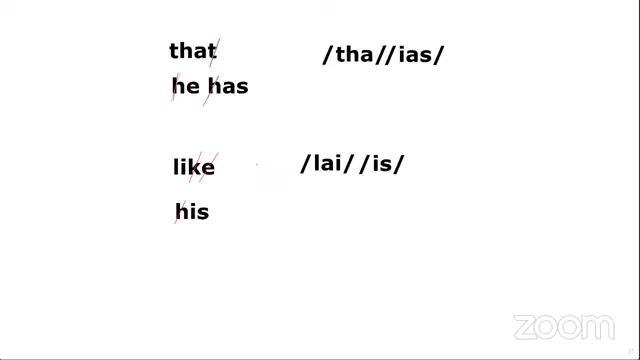 that /tha//ias/
he has
like /lai//is/
his
zoom